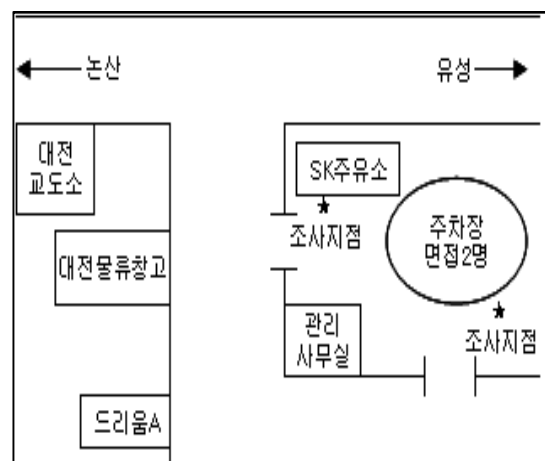 논산
유성
대전
교도소
SK주유소
조사지점
주차장
면접2명
대전물류창고
관리
사무실
조사지점
드리움A